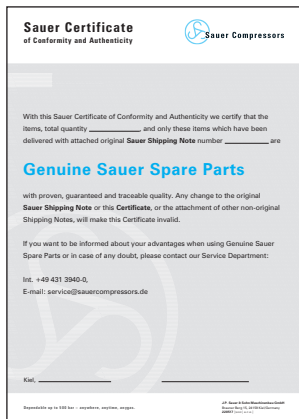 Sauer Certificate
of Conformity and Authenticity
Sauer Compressors
With this Sauer Certificate of Conformity and Authenticity we certify that the
items, total quantity ____________, and only these items which have been
delivered with attached original Sauer Shipping Note number __________ are
Genuine Sauer Spare Parts
with proven, guaranteed and traceable quality. Any change to the original
Sauer Shipping Note or this Certificate, or the attachment of other non-original
Shipping Notes, will make this Certificate invalid.
If you want to be informed about your advantages when using Genuine Sauer
Spare Parts or in case of any doubt, please contact our Service Department:
Int. +49 431 3940-0,
E-mail: service@sauercompressors.de
Kiel,
Dependable up to 500 bar – anywhere, anytime, anygas.
J.P. Sauer & Sohn Maschinenbau GmbH